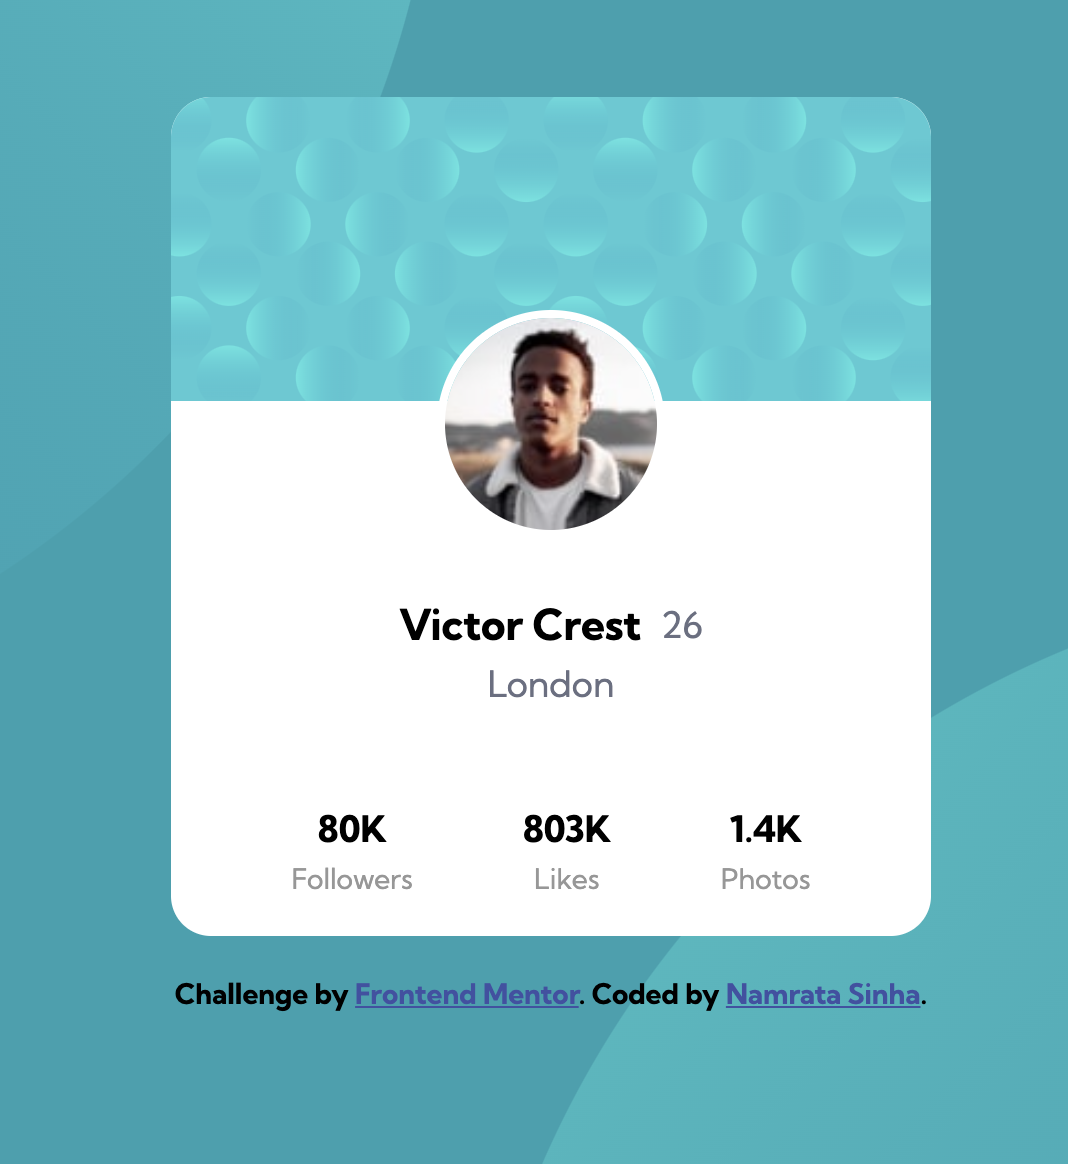 Victor Crest 26
London
80K 803K 1.4K
Followers Likes Photos
Challenge by Frontend Mentor. Coded by Namrata Sinha.